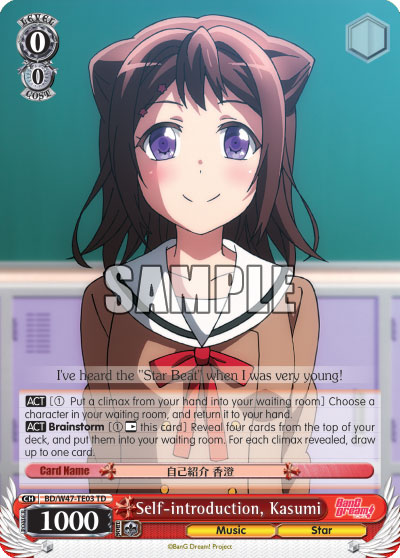 LEVEL
0
0
COST
SAMPLE
I've heard the "Star Beat" when I was very young!
ACT [① Put a climax from your hand into your waiting room] Choose a
character in your waiting room, and return it to your hand.
ACT Brainstorm [① this card] Reveal four cards from the top of your
deck, and put them into your waiting room. For each climax revealed, draw
up to one card.
Card Name
自己紹介 香澄
CH BD/W47-TE03 TD
1000
Self-introduction, Kasumi
BanG Dream!
Music
Star
©BanG Dream! Project